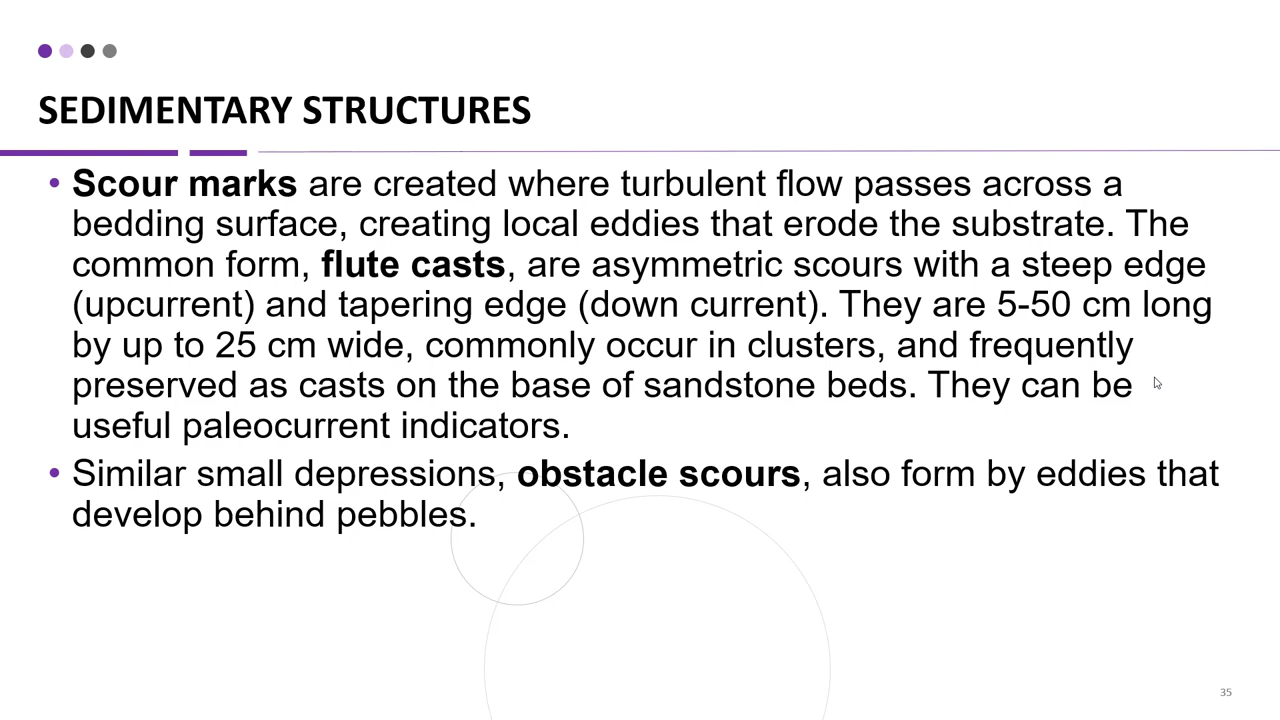 SEDIMENTARY STRUCTURES
• Scour marks are created where turbulent flow passes across a
bedding surface, creating local eddies that erode the substrate. The
common form, flute casts, are asymmetric scours with a steep edge
(upcurrent) and tapering edge (down current). They are 5-50 cm long
by up to 25 cm wide, commonly occur in clusters, and frequently
preserved as casts on the base of sandstone beds. They can be
useful paleocurrent indicators.
• Similar small depressions, obstacle scours, also form by eddies that
develop behind pebbles.
35